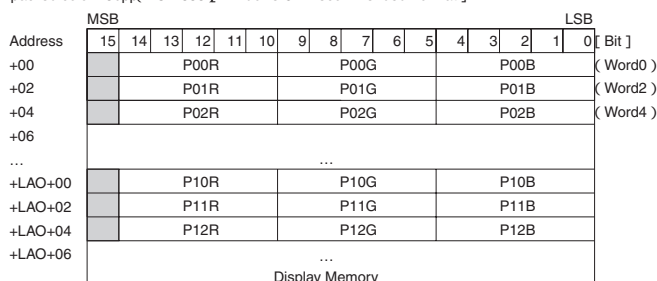 MSB LSB
Address 15 14 13 12 11 10 9 8 7 6 5 4 3 2 1 0 [ Bit ]
+00 P00R P00G P00B ( Word0 )
+02 P01R P01G P01B ( Word2 )
+04 P02R P02G P02B ( Word4 )
+06
... ...
+LAO+00 P10R P10G P10B
+LAO+02 P11R P11G P11B
+LAO+04 P12R P12G P12B
+LAO+06
...
Display Memory